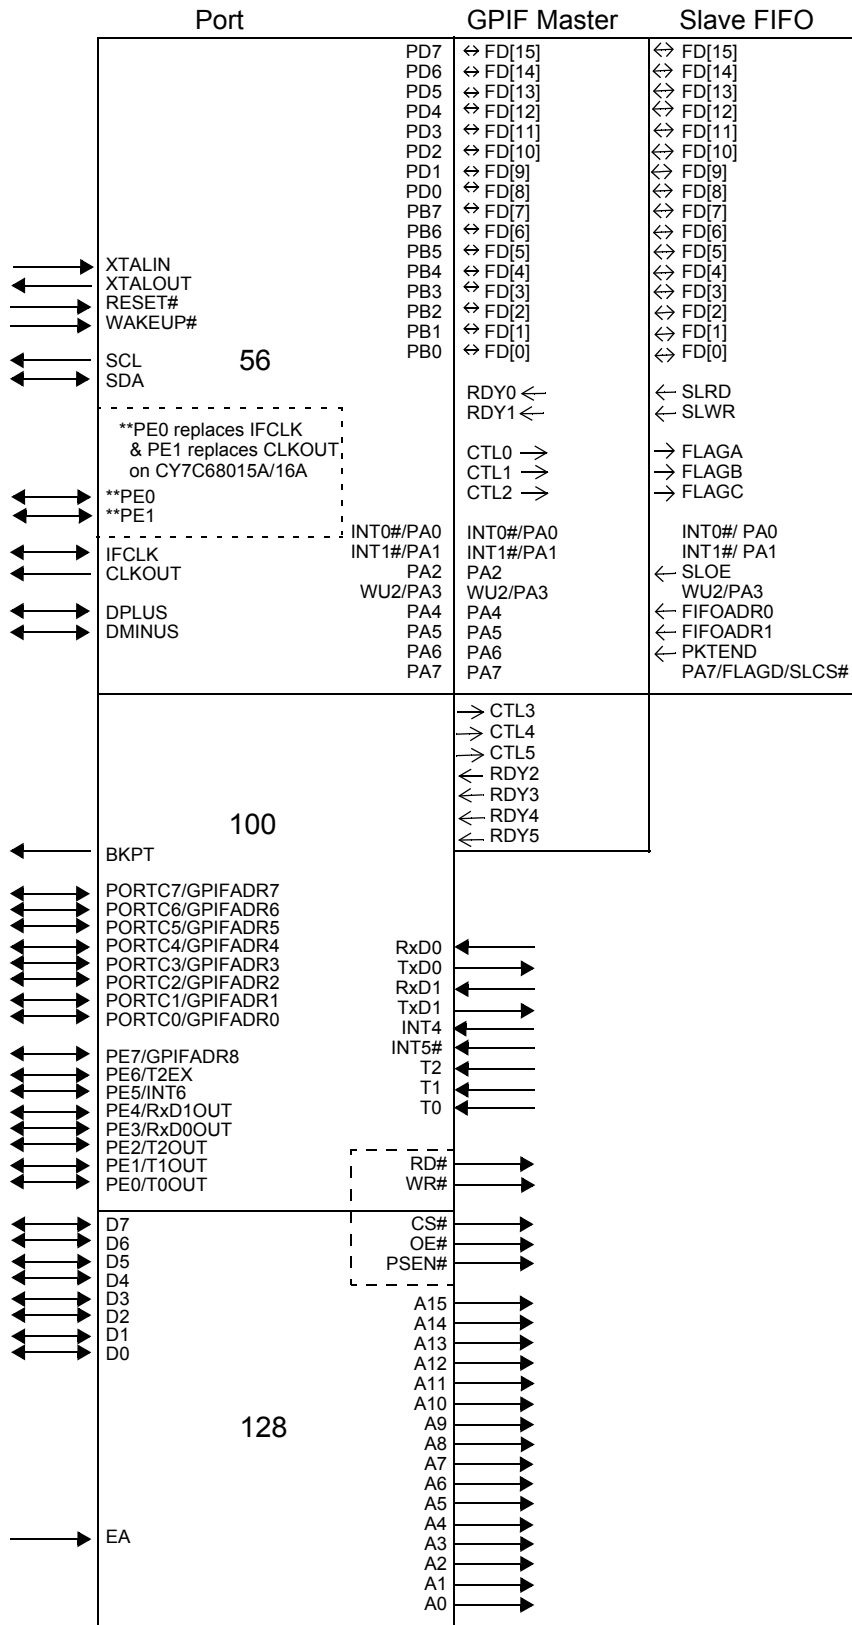 Port GPIF Master Slave FIFO
PD7 FD[15] FD[15]
PD6 FD[14] FD[14]
PD5 FD[13] FD[13]
PD4 FD[12] FD[12]
PD3 FD[11] FD[11]
PD2 FD[10] FD[10]
PD1 FD[9] FD[9]
PD0 FD[8] FD[8]
PB7 FD[7] FD[7]
PB6 FD[6] FD[6]
PB5 FD[5] FD[5]
XTALIN PB4 FD[4] FD[4]
XTALOUT PB3 FD[3] FD[3]
RESET# PB2 FD[2] FD[2]
WAKEUP# PB1 FD[1] FD[1]
SCL 56 PB0 FD[0] FD[0]
SDA
RDY0 SLRD
RDY1 SLWR
**PE0 replaces IFCLK
& PE1 replaces CLKOUT
on CY7C68015A/16A
CTL0 FLAGA
CTL1 FLAGB
CTL2 FLAGC
**PE0
**PE1
INT0#/PA0 INT0#/PA0 INT0#/ PA0
IFCLK INT1#/PA1 INT1#/PA1 INT1#/ PA1
CLKOUT PA2 PA2 SLOE
WU2/PA3 WU2/PA3 WU2/PA3
DPLUS PA4 PA4 FIFOADR0
DMINUS PA5 PA5 FIFOADR1
PA6 PA6 PKTEND
PA7 PA7 PA7/FLAGD/SLCS#
CTL3
CTL4
CTL5
RDY2
RDY3
RDY4
RDY5
100
BKPT
PORTC7/GPIFADR7
PORTC6/GPIFADR6
PORTC5/GPIFADR5
PORTC4/GPIFADR4 RxD0
PORTC3/GPIFADR3 TxD0
PORTC2/GPIFADR2 RxD1
PORTC1/GPIFADR1 TxD1
PORTC0/GPIFADR0 INT4
INT5#
PE7/GPIFADR8 T2
PE6/T2EX T1
PE5/INT6 T0
PE4/RxD1OUT
PE3/RxD0OUT
PE2/T2OUT
PE1/T1OUT RD#
PE0/T0OUT WR#
D7 CS#
D6 OE#
D5 PSEN#
D4
D3 A15
D2 A14
D1 A13
D0 A12
A11
A10
128 A9
A8
A7
A6
A5
A4
EA A3
A2
A1
A0